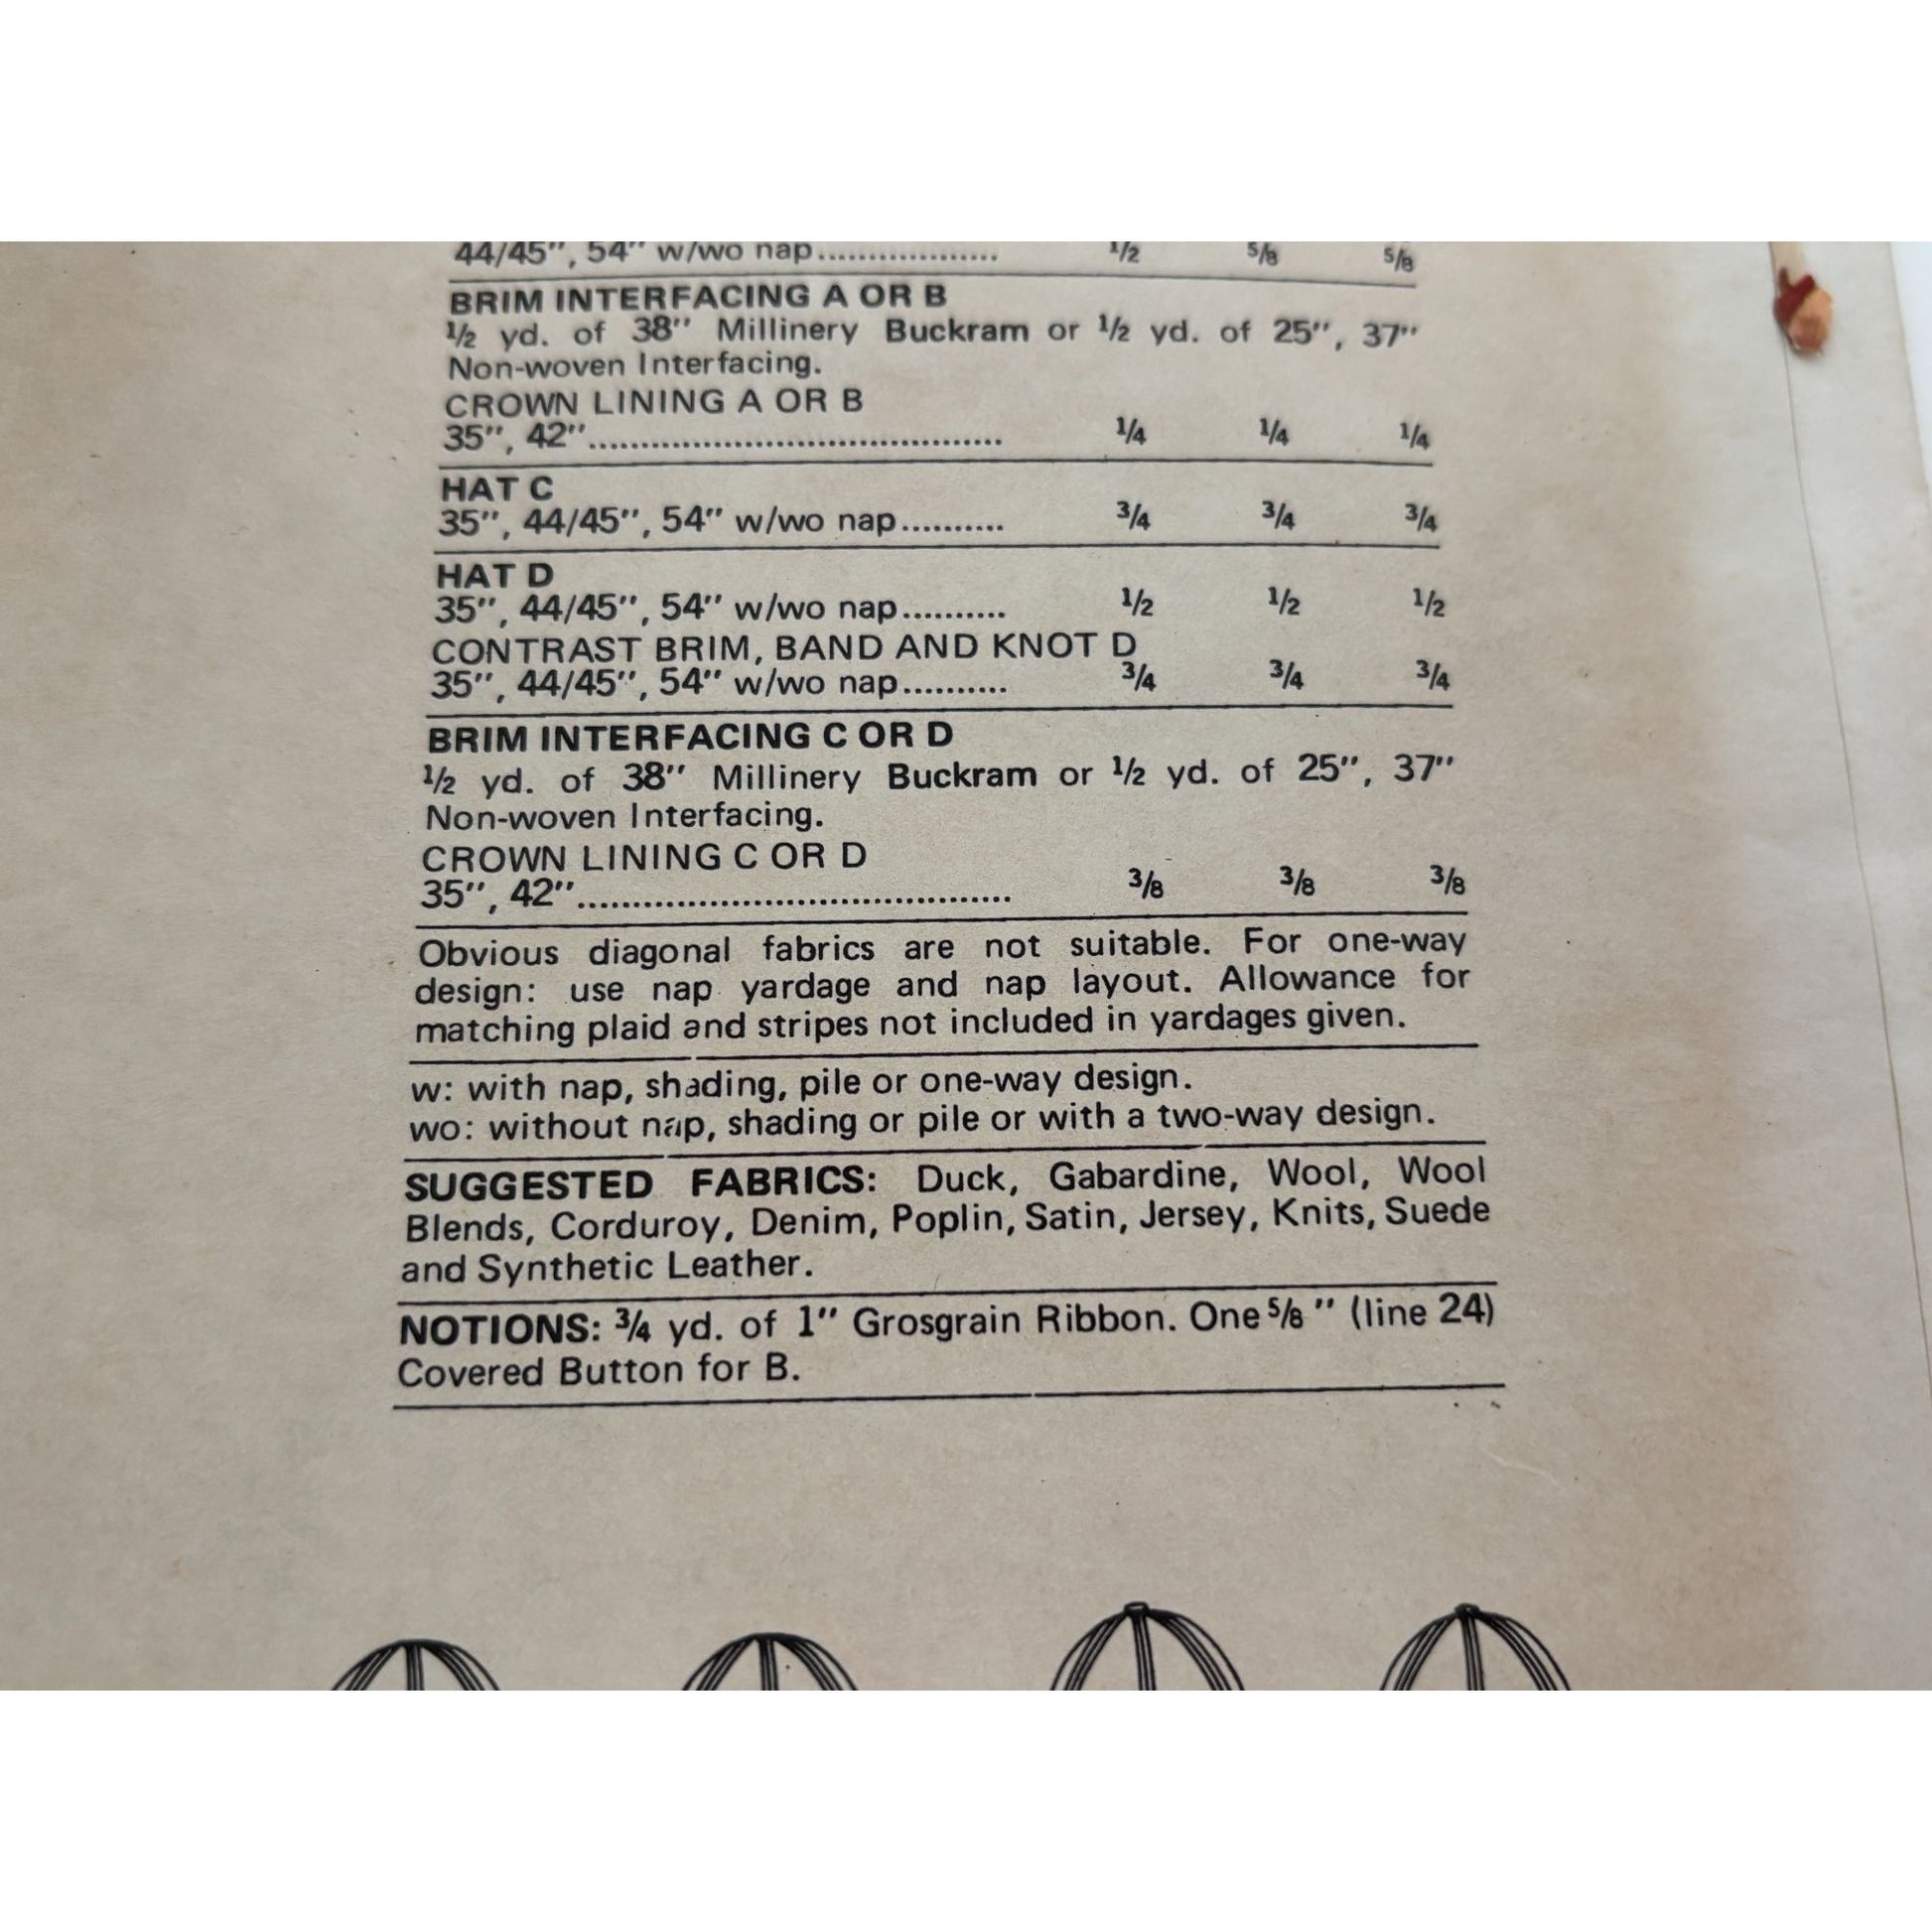 44/45", 54" w/wo nap.................. 1/2 5/8 5/8
BRIM INTERFACING A OR B
1/2 yd. of 38" Millinery Buckram or 1/2 yd. of 25", 37"
Non-woven Interfacing.
CROWN LINING A OR B
35", 42"........................................ 1/4 1/4 1/4
HAT C
35", 44/45", 54" w/wo nap.......... 3/4 3/4 3/4
HAT D
35", 44/45", 54" w/wo nap.......... 1/2 1/2 1/2
CONTRAST BRIM, BAND AND KNOT D
35", 44/45", 54" w/wo nap.......... 3/4 3/4 3/4
BRIM INTERFACING C OR D
1/2 yd. of 38" Millinery Buckram or 1/2 yd. of 25", 37"
Non-woven Interfacing.
CROWN LINING C OR D
35", 42"........................................ 3/8 3/8 3/8
Obvious diagonal fabrics are not suitable. For one-way
design: use nap yardage and nap layout. Allowance for
matching plaid and stripes not included in yardages given.
w: with nap, shading, pile or one-way design.
wo: without nap, shading or pile or with a two-way design.
SUGGESTED FABRICS: Duck, Gabardine, Wool, Wool
Blends, Corduroy, Denim, Poplin, Satin, Jersey, Knits, Suede
and Synthetic Leather.
NOTIONS: 3/4 yd. of 1" Grosgrain Ribbon. One 5/8" (line 24)
Covered Button for B.